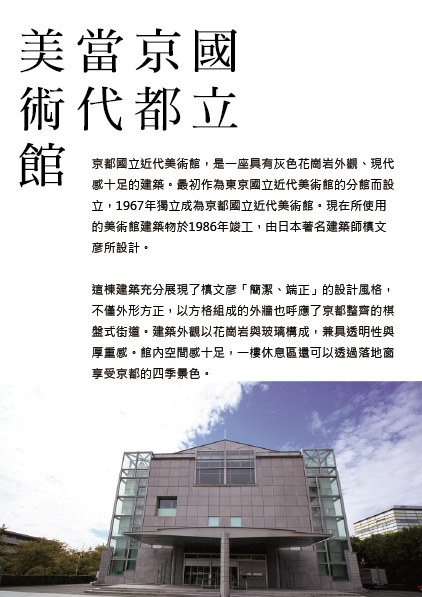 國立
京都
當代
美術館
京都國立近代美術館，是一座具有灰色花崗岩外觀、現代
感十足的建築。最初作為東京國立近代美術館的分館而設
立，1967年獨立成為京都國立近代美術館。現在所使用
的美術館建築物於1986年竣工，由日本著名建築師槙文
彥所設計。
這棟建築充分展現了槙文彥「簡潔、端正」的設計風格，
不僅外形方正，以方格組成的外牆也呼應了京都整齊的棋
盤式街道。建築外觀以花崗岩與玻璃構成，兼具透明性與
厚重感。館內空間感十足，一樓休息區還可以透過落地窗
享受京都的四季景色。